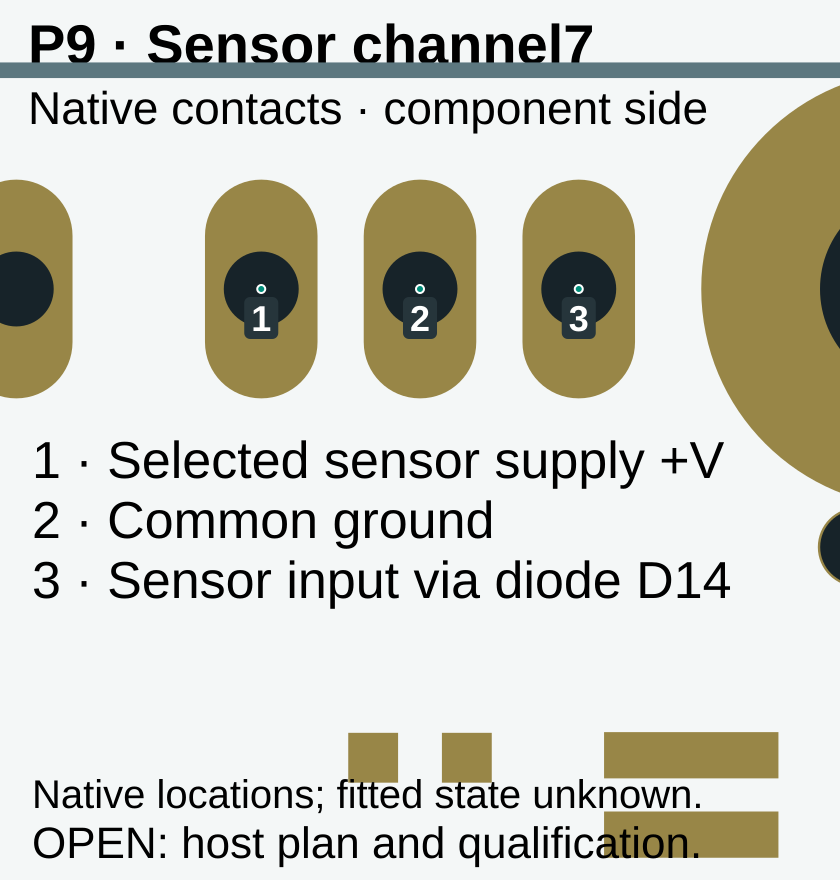 P9 · Sensor channel7
Native contacts · component side
1 2 3
1 · Selected sensor supply +V
2 · Common ground
3 · Sensor input via diode D14
Native locations; fitted state unknown.
OPEN: host plan and qualification.